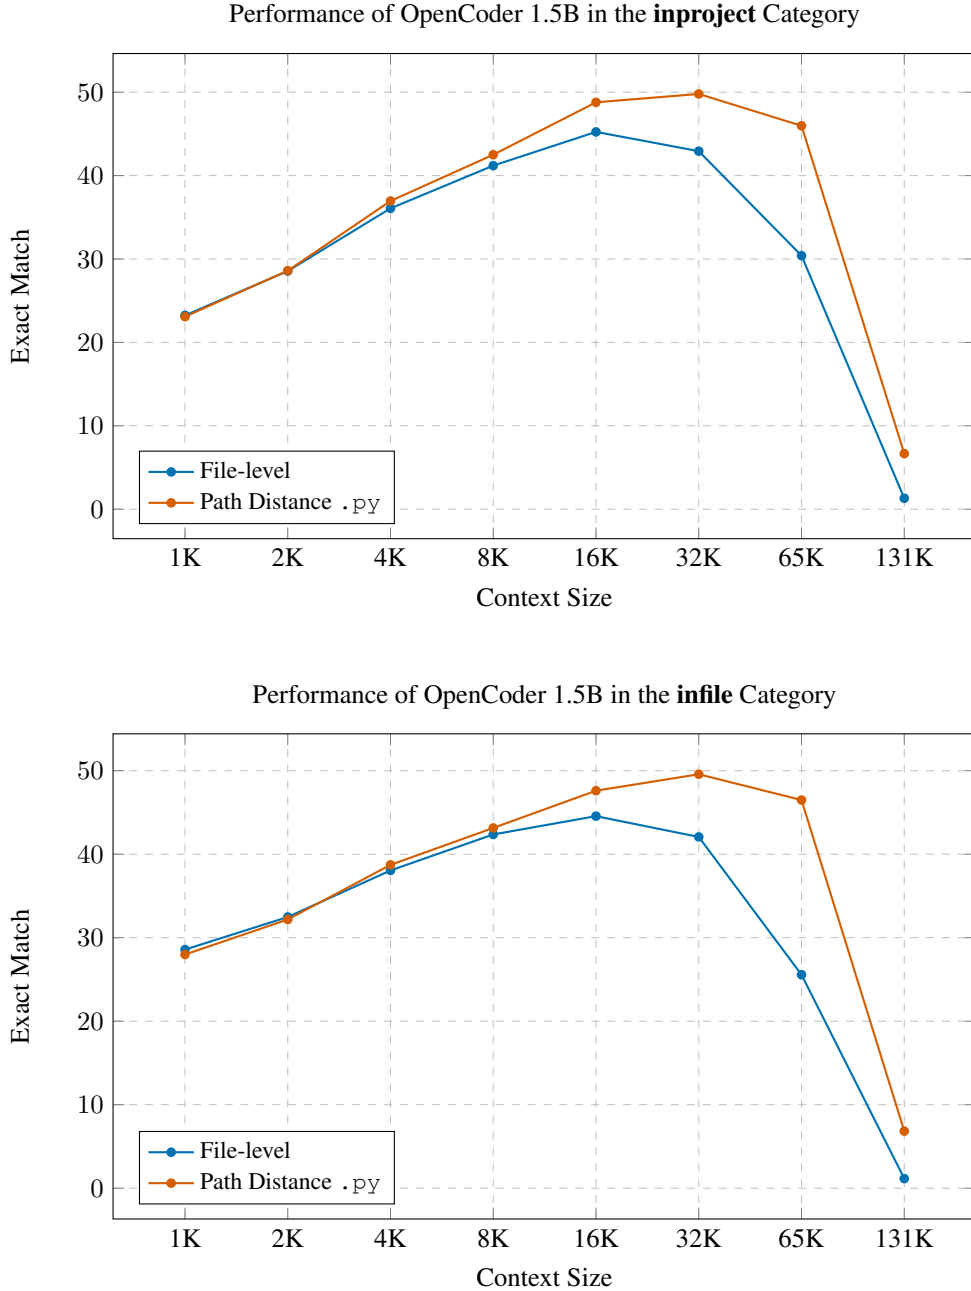 Performance of OpenCoder 1.5B in the inproject Category
50
40
30
20
10
0
Exact Match
File-level
Path Distance .py
1K 2K 4K 8K 16K 32K 65K 131K
Context Size
Performance of OpenCoder 1.5B in the infile Category
50
40
30
20
10
0
Exact Match
File-level
Path Distance .py
1K 2K 4K 8K 16K 32K 65K 131K
Context Size